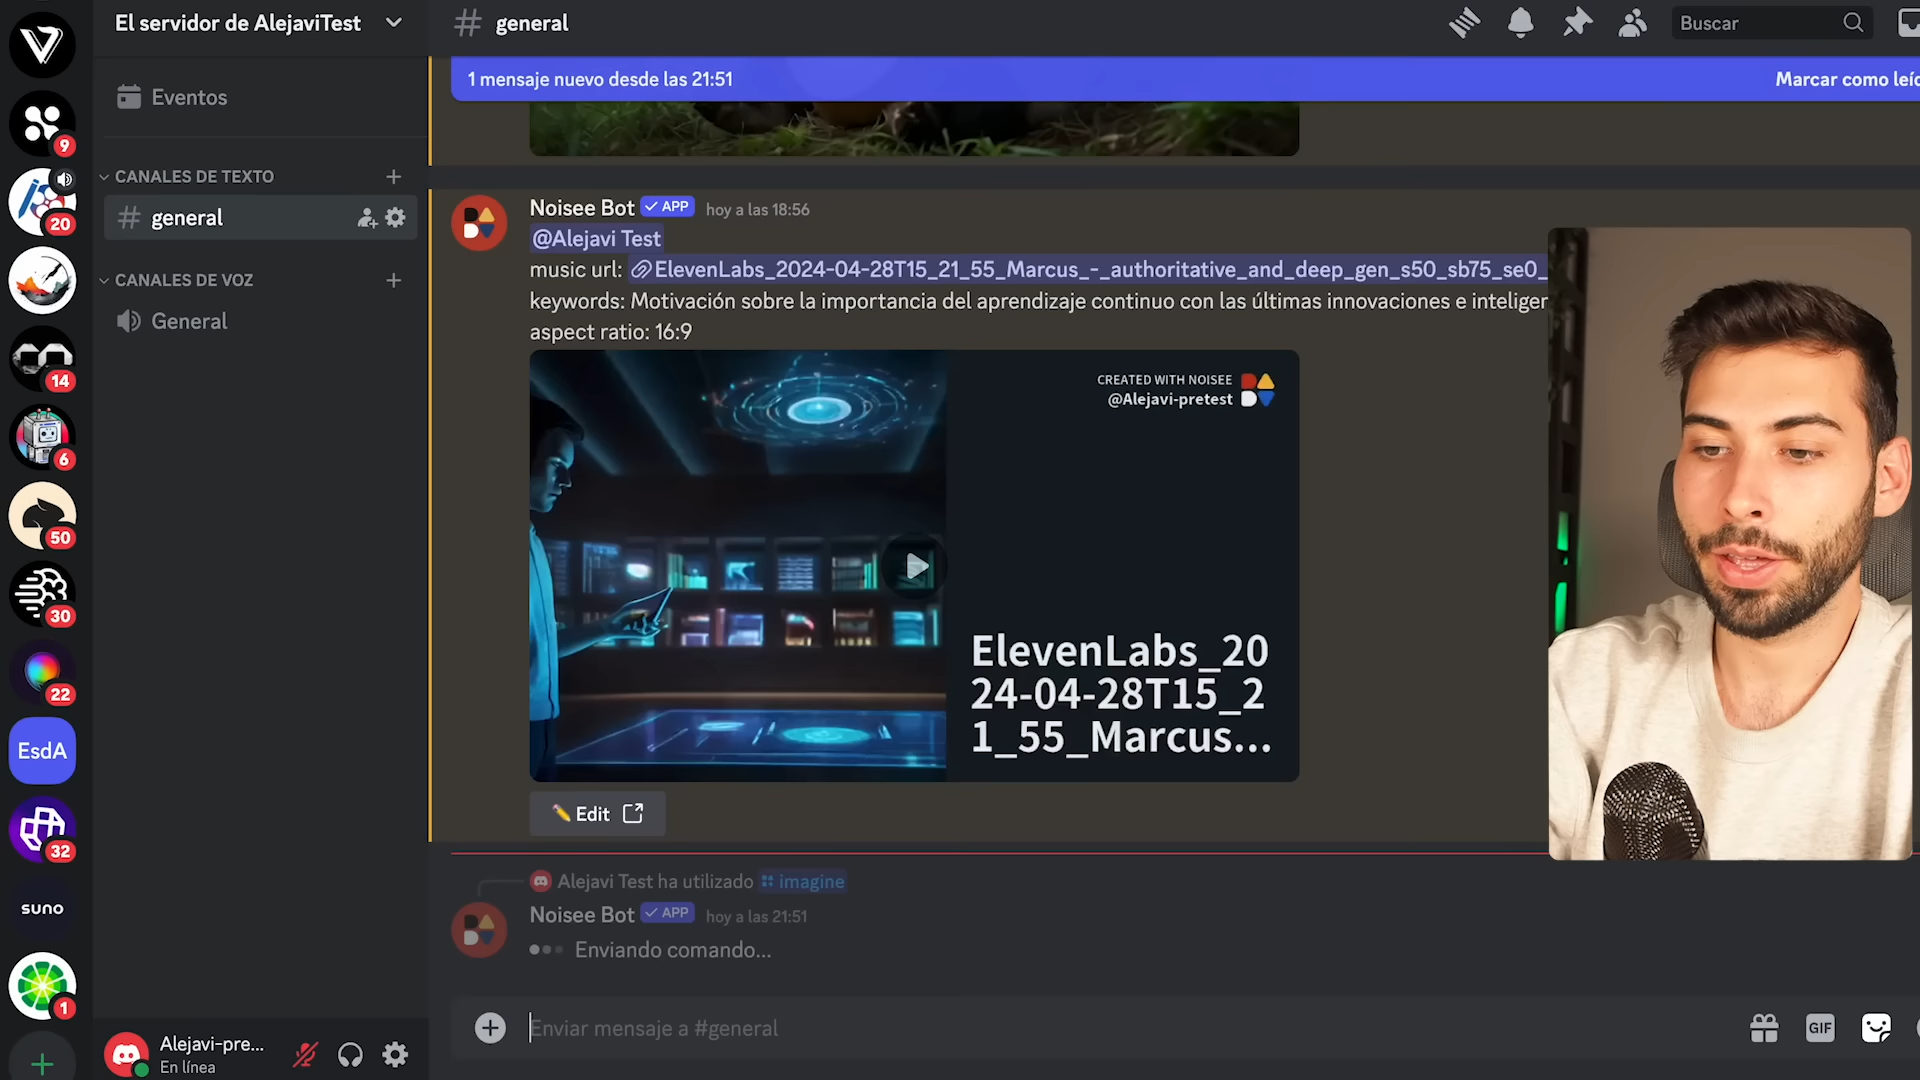 El servidor de AlejaviTest
general
Buscar
1 mensaje nuevo desde las 21:51
Marcar como leíd
Eventos
CANALES DE TEXTO
general
CANALES DE VOZ
General
9
20
14
6
50
30
22
EsdA
32
suno
1
Noisee Bot APP hoy a las 18:56
@Alejavi Test
music url: ElevenLabs_2024-04-28T15_21_55_Marcus_-_authoritative_and_deep_gen_s50_sb75_se0_
keywords: Motivación sobre la importancia del aprendizaje continuo con las últimas innovaciones e inteligen
aspect ratio: 16:9
CREATED WITH NOISEE
@Alejavi-pretest
ElevenLabs_20
24-04-28T15_2
1_55_Marcus...
Edit
Alejavi Test ha utilizado imagine
Noisee Bot APP hoy a las 21:51
Enviando comando...
Enviar mensaje a #general
GIF
Alejavi-pre...
En línea